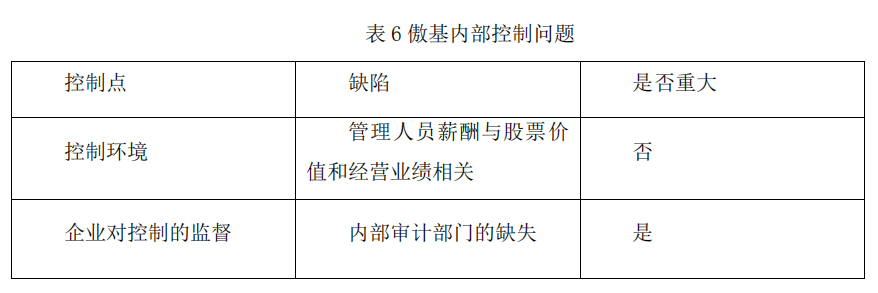 表 6 傲基内部控制问题
控制点 缺陷 是否重大
管理人员薪酬与股票价
控制环境 值和经营业绩相关 否
企业对控制的监督 内部审计部门的缺失 是